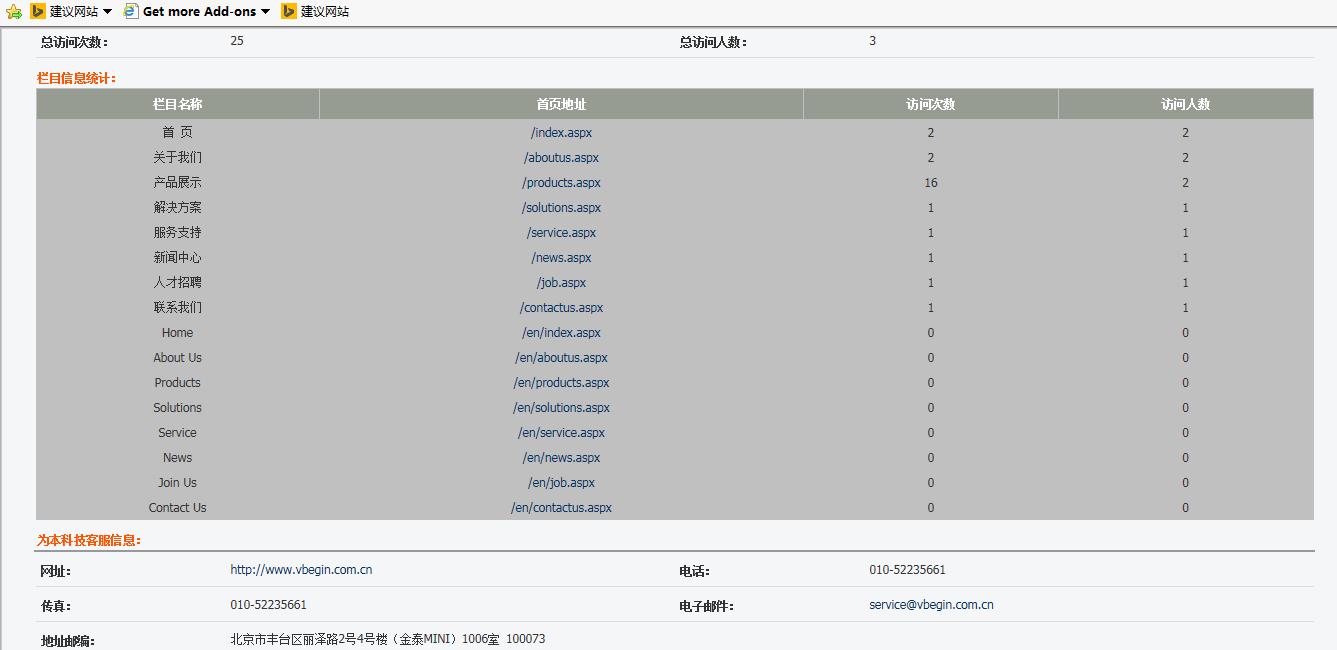 建议网站 Get more Add-ons 建议网站
总访问次数： 25 总访问人数： 3
栏目信息统计：
栏目名称 首页地址 访问次数 访问人数
首 页 /index.aspx 2 2
关于我们 /aboutus.aspx 2 2
产品展示 /products.aspx 16 2
解决方案 /solutions.aspx 1 1
服务支持 /service.aspx 1 1
新闻中心 /news.aspx 1 1
人才招聘 /job.aspx 1 1
联系我们 /contactus.aspx 1 1
Home /en/index.aspx 0 0
About Us /en/aboutus.aspx 0 0
Products /en/products.aspx 0 0
Solutions /en/solutions.aspx 0 0
Service /en/service.aspx 0 0
News /en/news.aspx 0 0
Join Us /en/job.aspx 0 0
Contact Us /en/contactus.aspx 0 0
为本科技客服信息：
网址： http://www.vbegin.com.cn 电话： 010-52235661
传真： 010-52235661 电子邮件： service@vbegin.com.cn
地址邮编： 北京市丰台区丽泽路2号4号楼（金泰MINI）1006室 100073